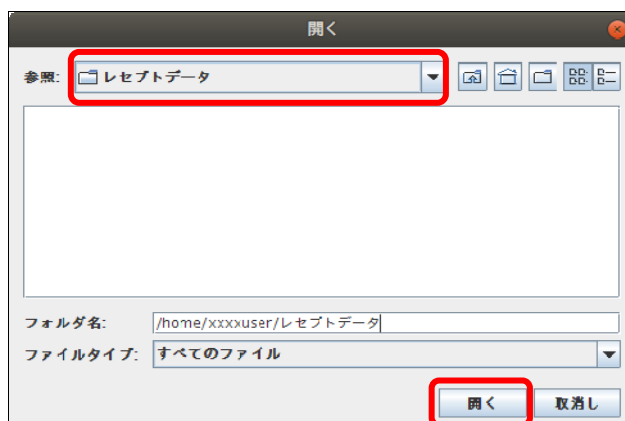 開く
参照: レセプトデータ
フォルダ名: /home/xxxxuser/レセプトデータ
ファイルタイプ: すべてのファイル
開く 取消し